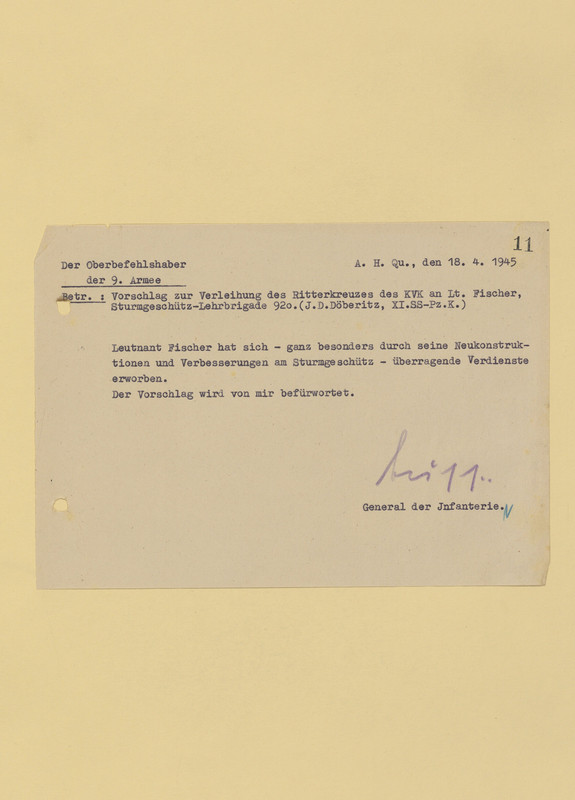 11
Der Oberbefehlshaber
A. H. Qu., den 18. 4. 1945
der 9. Armee
Betr. : Vorschlag zur Verleihung des Ritterkreuzes des KVK an Lt. Fischer,
Sturmgeschütz-Lehrbrigade 92o.(J.D.Döberitz, XI.SS-Pz.K.)
Leutnant Fischer hat sich - ganz besonders durch seine Neukonstruk-
tionen und Verbesserungen am Sturmgeschütz - überragende Verdienste
erworben.
Der Vorschlag wird von mir befürwortet.
General der Jnfanterie.